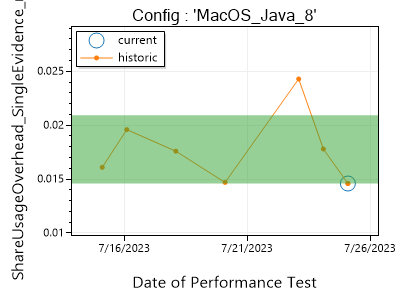 Config : 'MacOS_Java_8'
current
historic
ShareUsageOverhead_SingleEvidence_
0.025
0.02
0.015
0.01
7/16/2023
7/21/2023
7/26/2023
Date of Performance Test